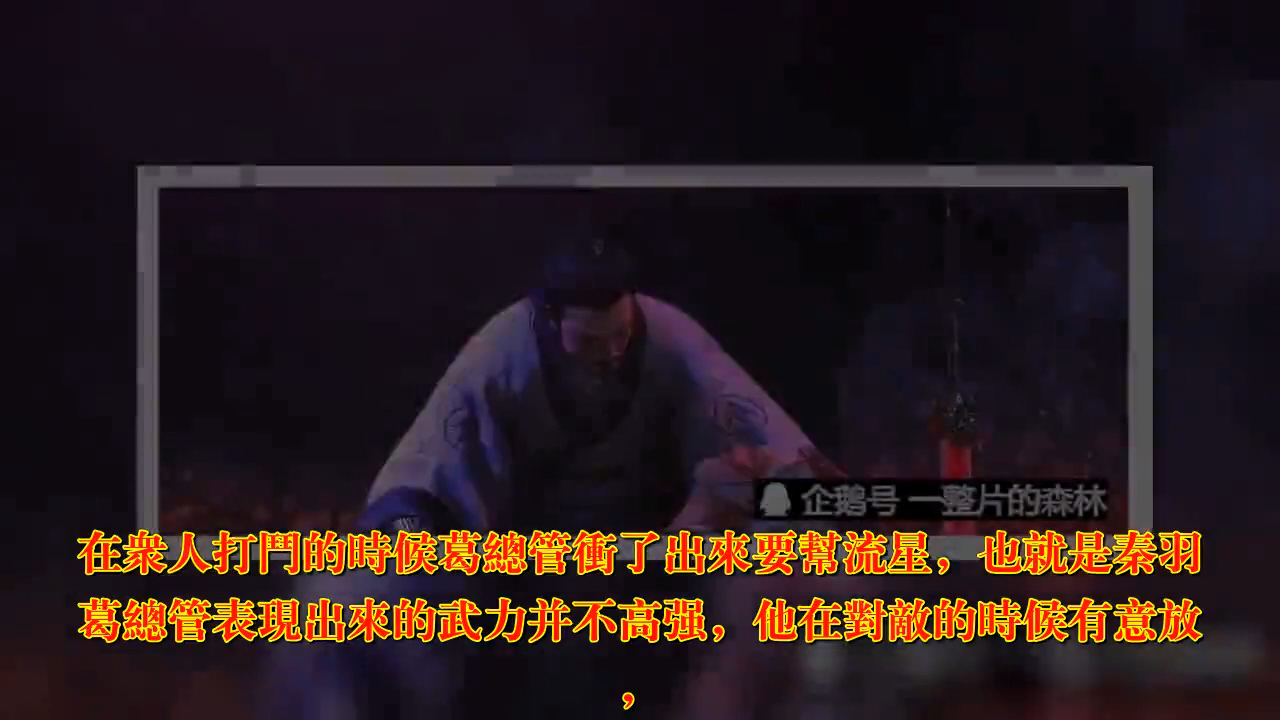 企鹅号 一整片的森林
在衆人打鬥的時候葛總管衝了出來要幫流星，也就是秦羽
葛總管表現出來的武力并不高强，他在對敵的時候有意放
，